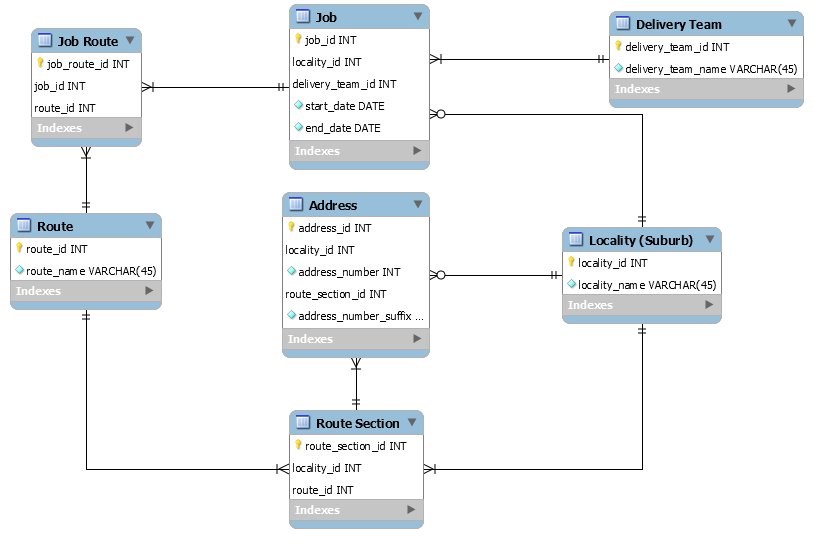 Job Route
job_route_id INT
job_id INT
route_id INT
Indexes
Job
job_id INT
locality_id INT
delivery_team_id INT
start_date DATE
end_date DATE
Indexes
Delivery Team
delivery_team_id INT
delivery_team_name VARCHAR(45)
Indexes
Route
route_id INT
route_name VARCHAR(45)
Indexes
Address
address_id INT
locality_id INT
address_number INT
route_section_id INT
address_number_suffix ...
Indexes
Locality (Suburb)
locality_id INT
locality_name VARCHAR(45)
Indexes
Route Section
route_section_id INT
locality_id INT
route_id INT
Indexes